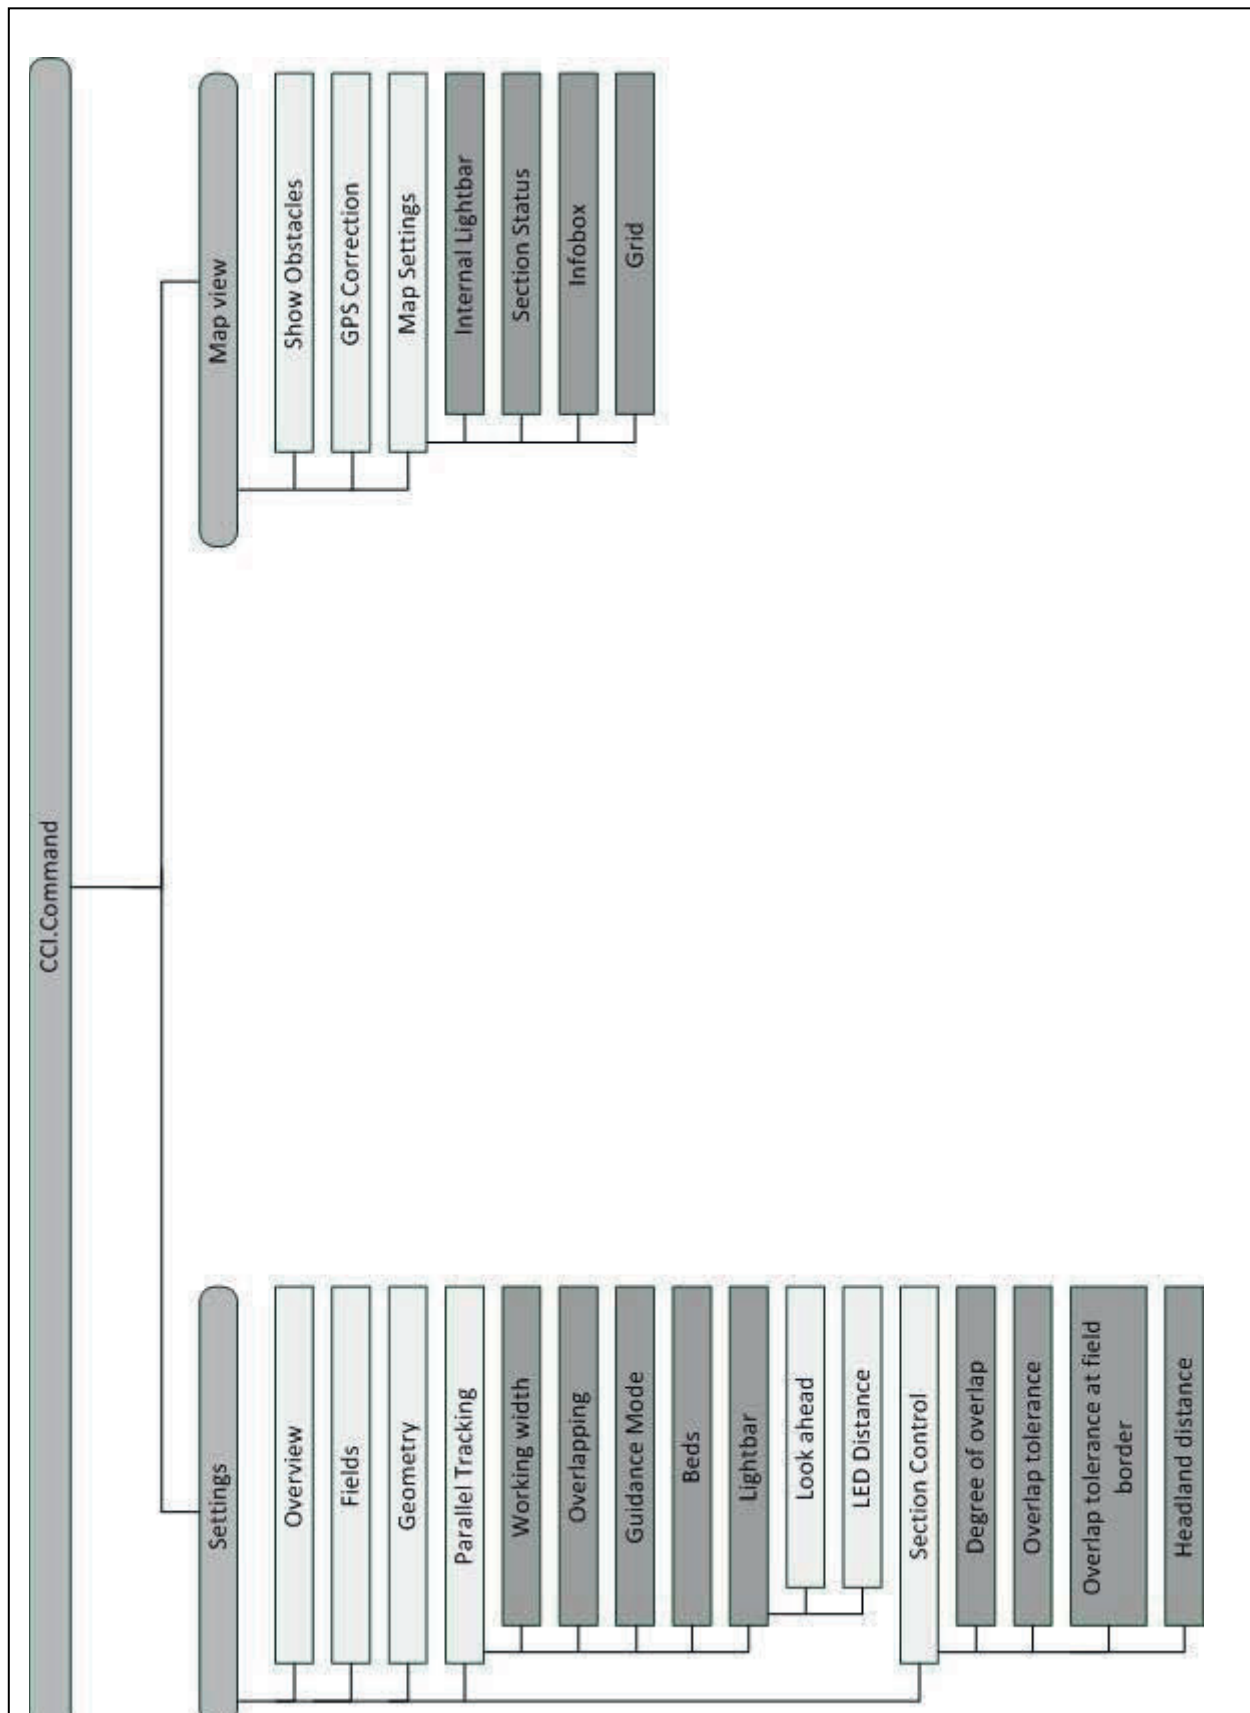 CCI.Command
Settings
Overview
Fields
Geometry
Parallel Tracking
Working width
Overlapping
Guidance Mode
Beds
Lightbar
Look ahead
LED Distance
Section Control
Degree of overlap
Overlap tolerance
Overlap tolerance at field
border
Headland distance
Map view
Show Obstacles
GPS Correction
Map Settings
Internal Lightbar
Section Status
Infobox
Grid